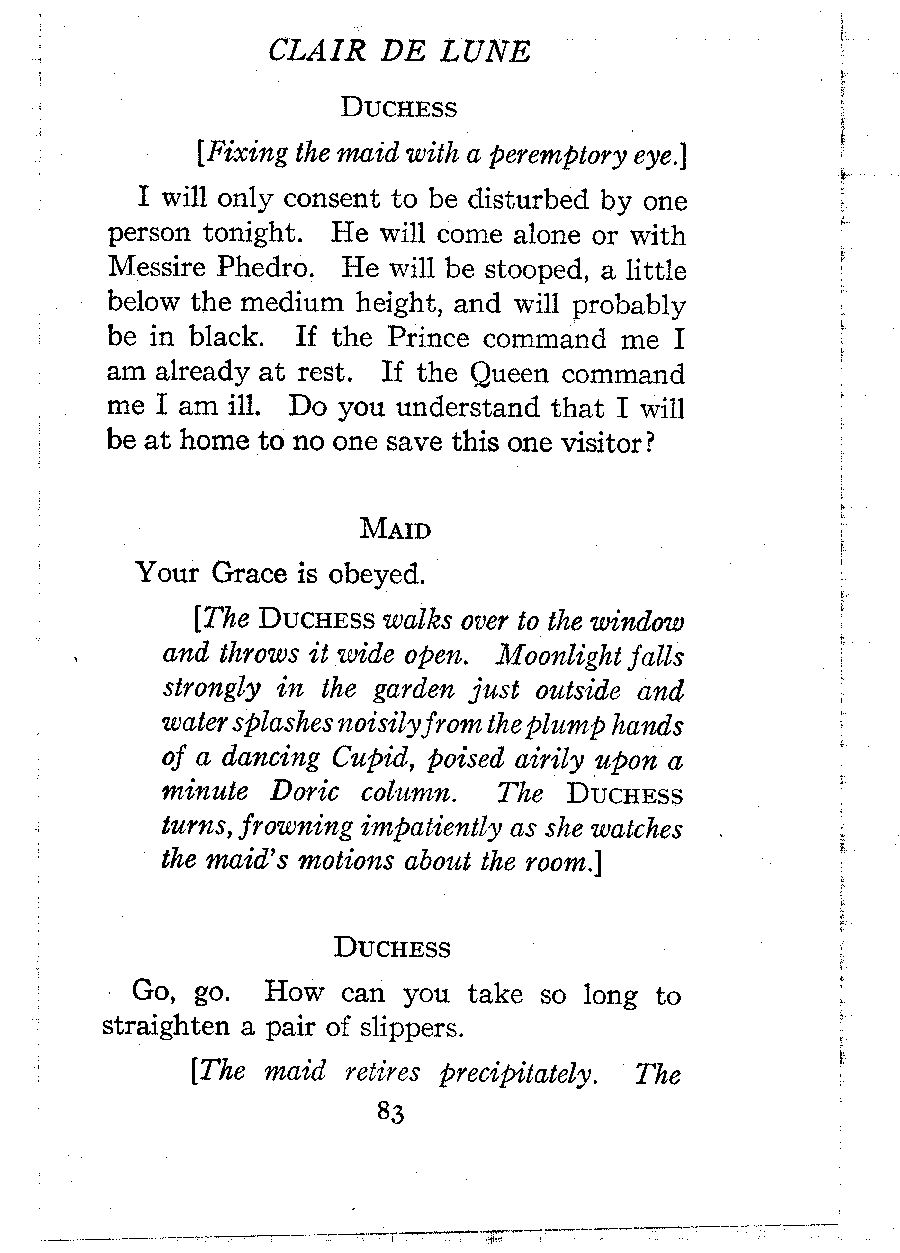 CLAIR DE LUNE
DUCHESS
[Fixing the maid with a peremptory eye.]
I will only consent to be disturbed by one
person tonight. He will come alone or with
Messire Phedro. He will be stooped, a little
below the medium height, and will probably
be in black. If the Prince command me I
am already at rest. If the Queen command
me I am ill. Do you understand that I will
be at home to no one save this one visitor?
MAID
Your Grace is obeyed.
[The DUCHESS walks over to the window
and throws it wide open. Moonlight falls
strongly in the garden just outside and
water splashes noisily from the plump hands
of a dancing Cupid, poised airily upon a
minute Doric column. The DUCHESS
turns, frowning impatiently as she watches
the maid's motions about the room.]
DUCHESS
Go, go. How can you take so long to
straighten a pair of slippers.
[The maid retires precipitately. The
83